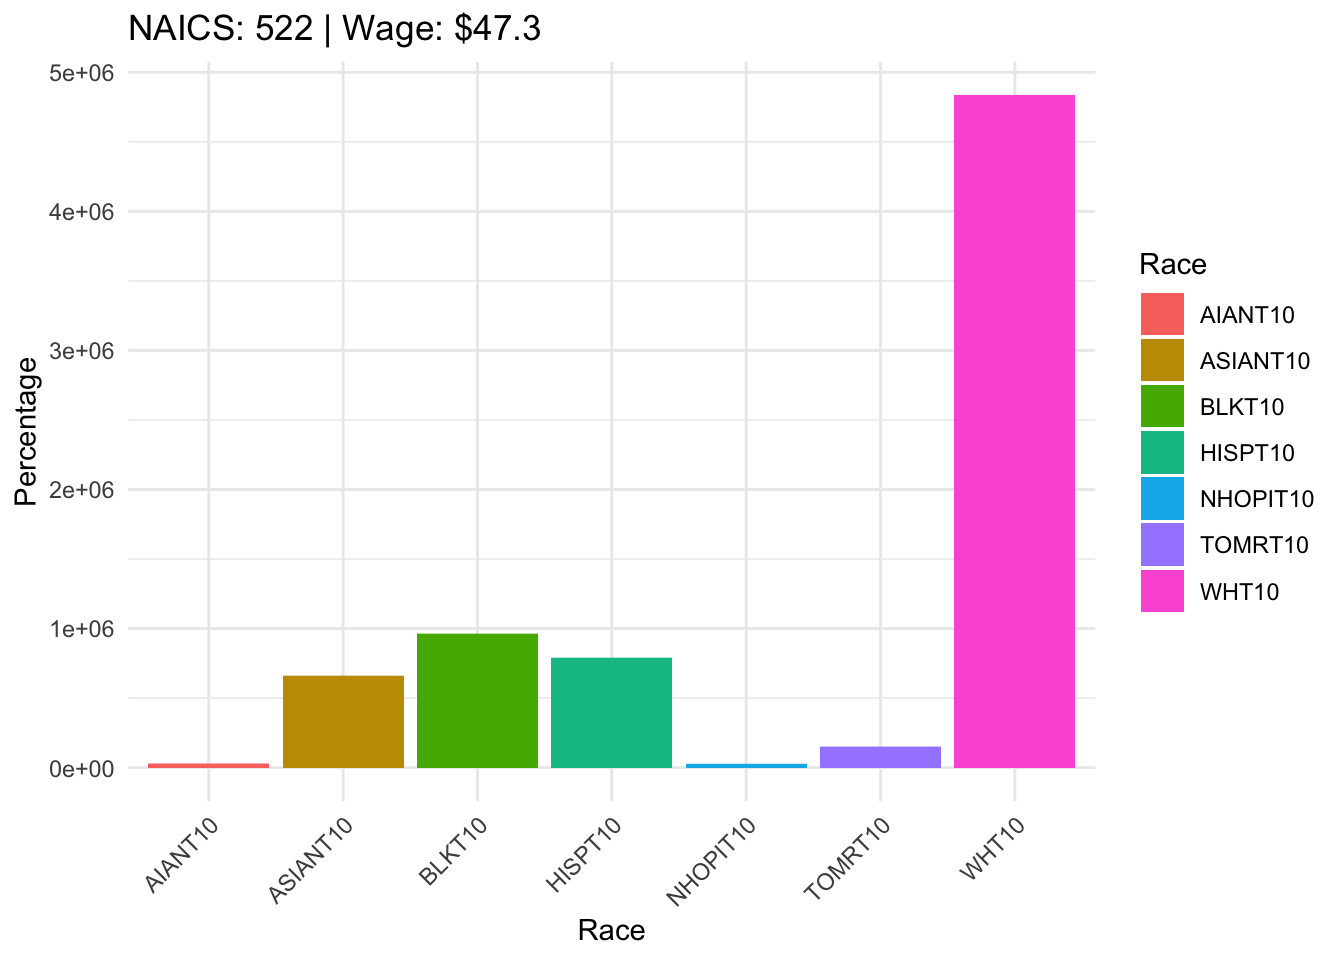 NAICS: 522 | Wage: $47.3
5e+06
4e+06
3e+06
2e+06
1e+06
0e+00
Percentage
AIANT10
ASIANT10
BLKT10
HISPT10
NHOPIT10
TOMRT10
WHT10
Race
Race
AIANT10
ASIANT10
BLKT10
HISPT10
NHOPIT10
TOMRT10
WHT10